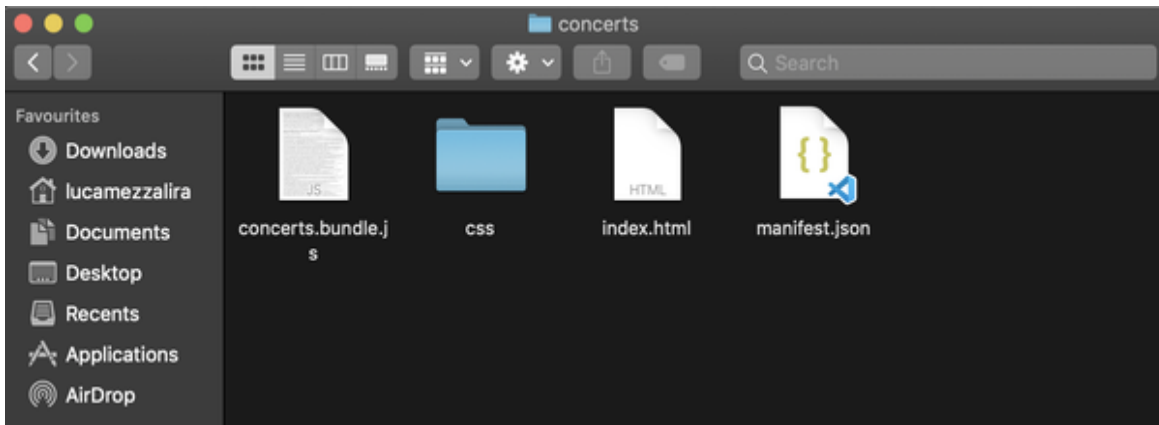 concerts
Search
Favourites
Downloads
lucamezzalira
Documents
Desktop
Recents
Applications
AirDrop
JS
HTML
{ }
concerts.bundle.j
s
css
index.html
manifest.json